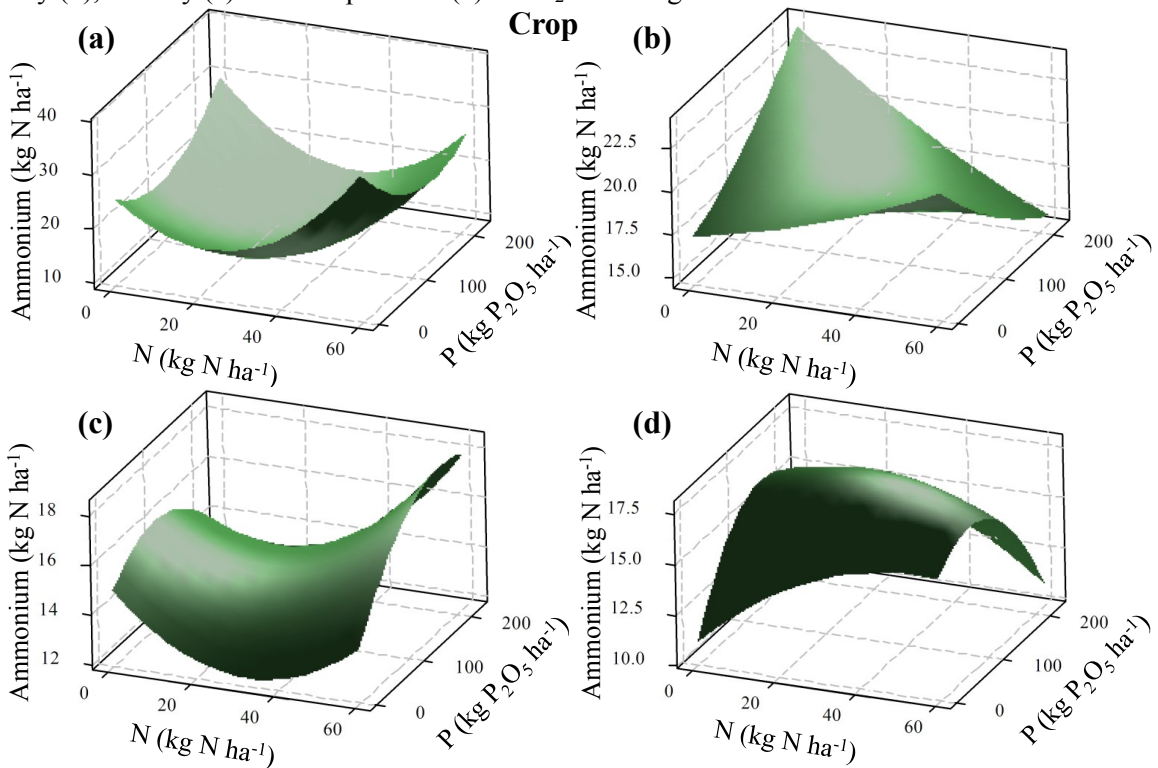 Crop
(a)
Ammonium (kg N ha⁻¹)
40
30
20
10
0
20
40
60
N (kg N ha⁻¹)
0
100
200
P (kg P₂O₅ ha⁻¹)
(b)
Ammonium (kg N ha⁻¹)
22.5
20.0
17.5
15.0
0
20
40
60
N (kg N ha⁻¹)
0
100
200
P (kg P₂O₅ ha⁻¹)
(c)
Ammonium (kg N ha⁻¹)
18
16
14
12
0
20
40
60
N (kg N ha⁻¹)
0
100
200
P (kg P₂O₅ ha⁻¹)
(d)
Ammonium (kg N ha⁻¹)
17.5
15.0
12.5
10.0
0
20
40
60
N (kg N ha⁻¹)
0
100
200
P (kg P₂O₅ ha⁻¹)